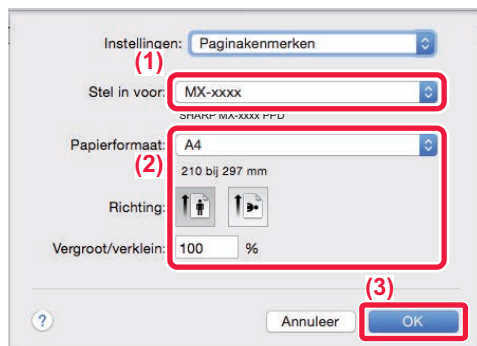 Instellingen: Paginakenmerken
(1)
Stel in voor: MX-xxxx
SHARP MX-xxxx PPD
Papierformaat: A4
(2)
210 bij 297 mm
Richting:
Vergroot/verklein: 100 %
(3)
? Annuleer OK